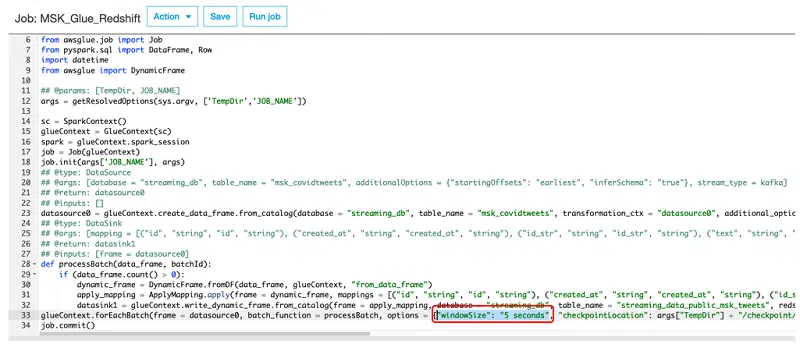 Job: MSK_Glue_Redshift Action Save Run job
6 from awsglue.job import Job
7 from pyspark.sql import DataFrame, Row
8 import datetime
9 from awsglue import DynamicFrame
10
11 ## @params: [TempDir, JOB_NAME]
12 args = getResolvedOptions(sys.argv, ['TempDir','JOB_NAME'])
13
14 sc = SparkContext()
15 glueContext = GlueContext(sc)
16 spark = glueContext.spark_session
17 job = Job(glueContext)
18 job.init(args['JOB_NAME'], args)
19 ## @type: DataSource
20 ## @args: [database = "streaming_db", table_name = "msk_covidtweets", additionalOptions = {"startingOffsets": "earliest", "inferSchema": "true"}, stream_type = kafka]
21 ## @return: datasource0
22 ## @inputs: []
23 datasource0 = glueContext.create_data_frame.from_catalog(database = "streaming_db", table_name = "msk_covidtweets", transformation_ctx = "datasource0", additional_optio
24 ## @type: DataSink
25 ## @args: [mapping = [("id", "string", "id", "string"), ("created_at", "string", "created_at", "string"), ("id_str", "string", "id_str", "string"), ("text", "string", "
26 ## @return: datasink1
27 ## @inputs: [frame = datasource0]
28 def processBatch(data_frame, batchId):
29 if (data_frame.count() > 0):
30 dynamic_frame = DynamicFrame.fromDF(data_frame, glueContext, "from_data_frame")
31 apply_mapping = ApplyMapping.apply(frame = dynamic_frame, mappings = [("id", "string", "id", "string"), ("created_at", "string", "created_at", "string"), ("id_s
32 datasink1 = glueContext.write_dynamic_frame.from_catalog(frame = apply_mapping, database = "streaming_db", table_name = "streaming_data_public_msk_tweets", reds
33 glueContext.forEachBatch(frame = datasource0, batch_function = processBatch, options = {"windowSize": "5 seconds", "checkpointLocation": args["TempDir"] + "/checkpoint/
34 job.commit()